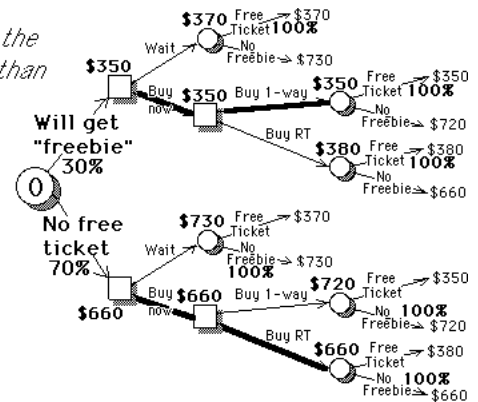 the
than
$370
Free
Ticket 100%
$370
Wait
No
Freebie
$730
$350
Buy
now
$350
Buy 1-way
$350
Free
Ticket 100%
$350
No
Freebie
$720
Will get
"freebie"
30%
Buy RT
$380
Free
Ticket 100%
$380
No
Freebie
$660
0
No free
ticket
70%
$730
Free
Ticket
$370
Wait
No
Freebie
100%
$730
$660
Buy
now
$660
Buy 1-way
$720
Free
Ticket
$350
No 100%
Freebie
$720
Buy RT
$660
Free
Ticket
$380
No 100%
Freebie
$660